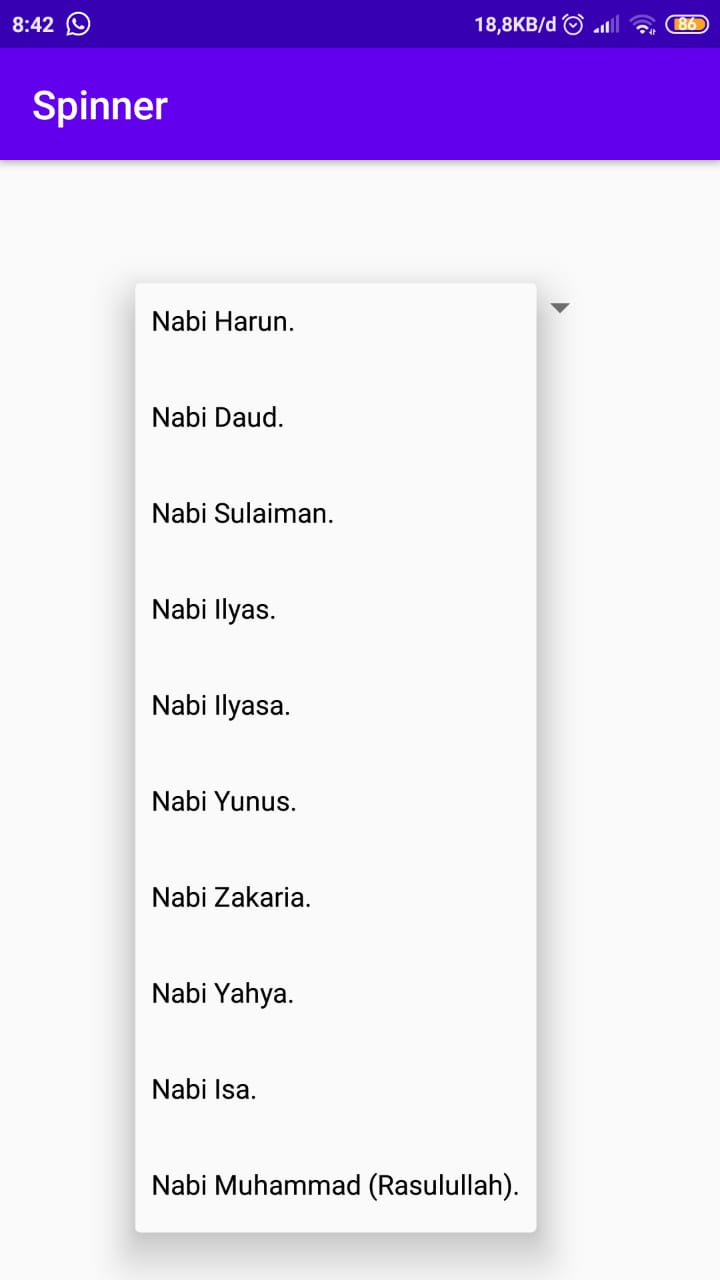 8:42 18,8KB/d 86
Spinner
Nabi Harun.
Nabi Daud.
Nabi Sulaiman.
Nabi Ilyas.
Nabi Ilyasa.
Nabi Yunus.
Nabi Zakaria.
Nabi Yahya.
Nabi Isa.
Nabi Muhammad (Rasulullah).